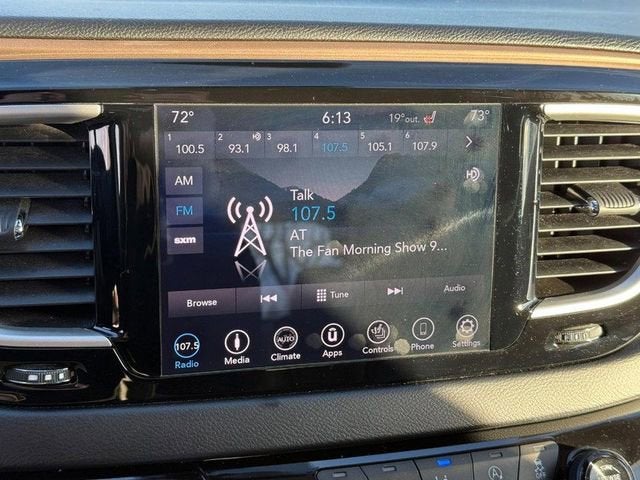 72° 6:13 19°out. 73°
1 2 HD 3 4 5 6
100.5 93.1 98.1 107.5 105.1 107.9
HD
AM
FM
sxm
Talk
107.5
AT
The Fan Morning Show 9...
Browse Tune Audio
107.5 AUTO U
Radio Media Climate Apps Controls Phone Settings